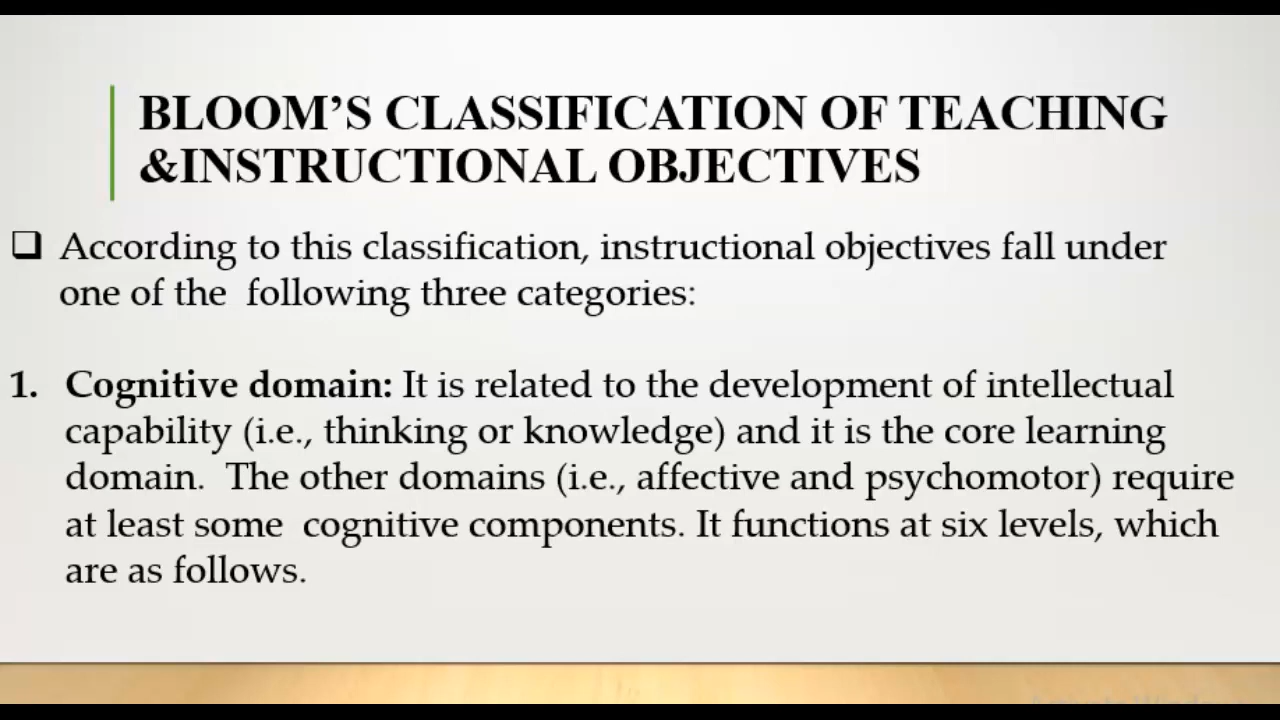 BLOOM’S CLASSIFICATION OF TEACHING
&INSTRUCTIONAL OBJECTIVES
❑ According to this classification, instructional objectives fall under
one of the following three categories:
1. Cognitive domain: It is related to the development of intellectual
capability (i.e., thinking or knowledge) and it is the core learning
domain. The other domains (i.e., affective and psychomotor) require
at least some cognitive components. It functions at six levels, which
are as follows.